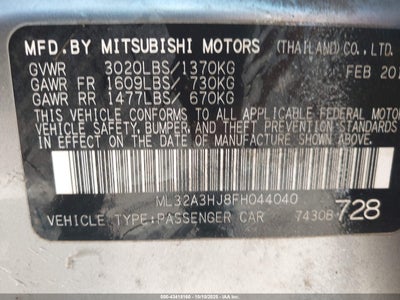 MFD.BY MITSUBISHI MOTORS (THAILAND)CO.,LTD.
GVWR 3020LBS/1370KG FEB 201
GAWR FR 1609LBS/ 730KG
GAWR RR 1477LBS/ 670KG
THIS VEHICLE CONFORMS TO ALL APPLICABLE FEDERAL MOTOR
VEHICLE SAFETY, BUMPER, AND THEFT PREVENTION STANDARDS
IN EFFECT ON THE DATE OF MANUFACTURE SHOWN ABOVE.
ML32A3HJ8FH044040
VEHICLE TYPE:PASSENGER CAR 7430B 728